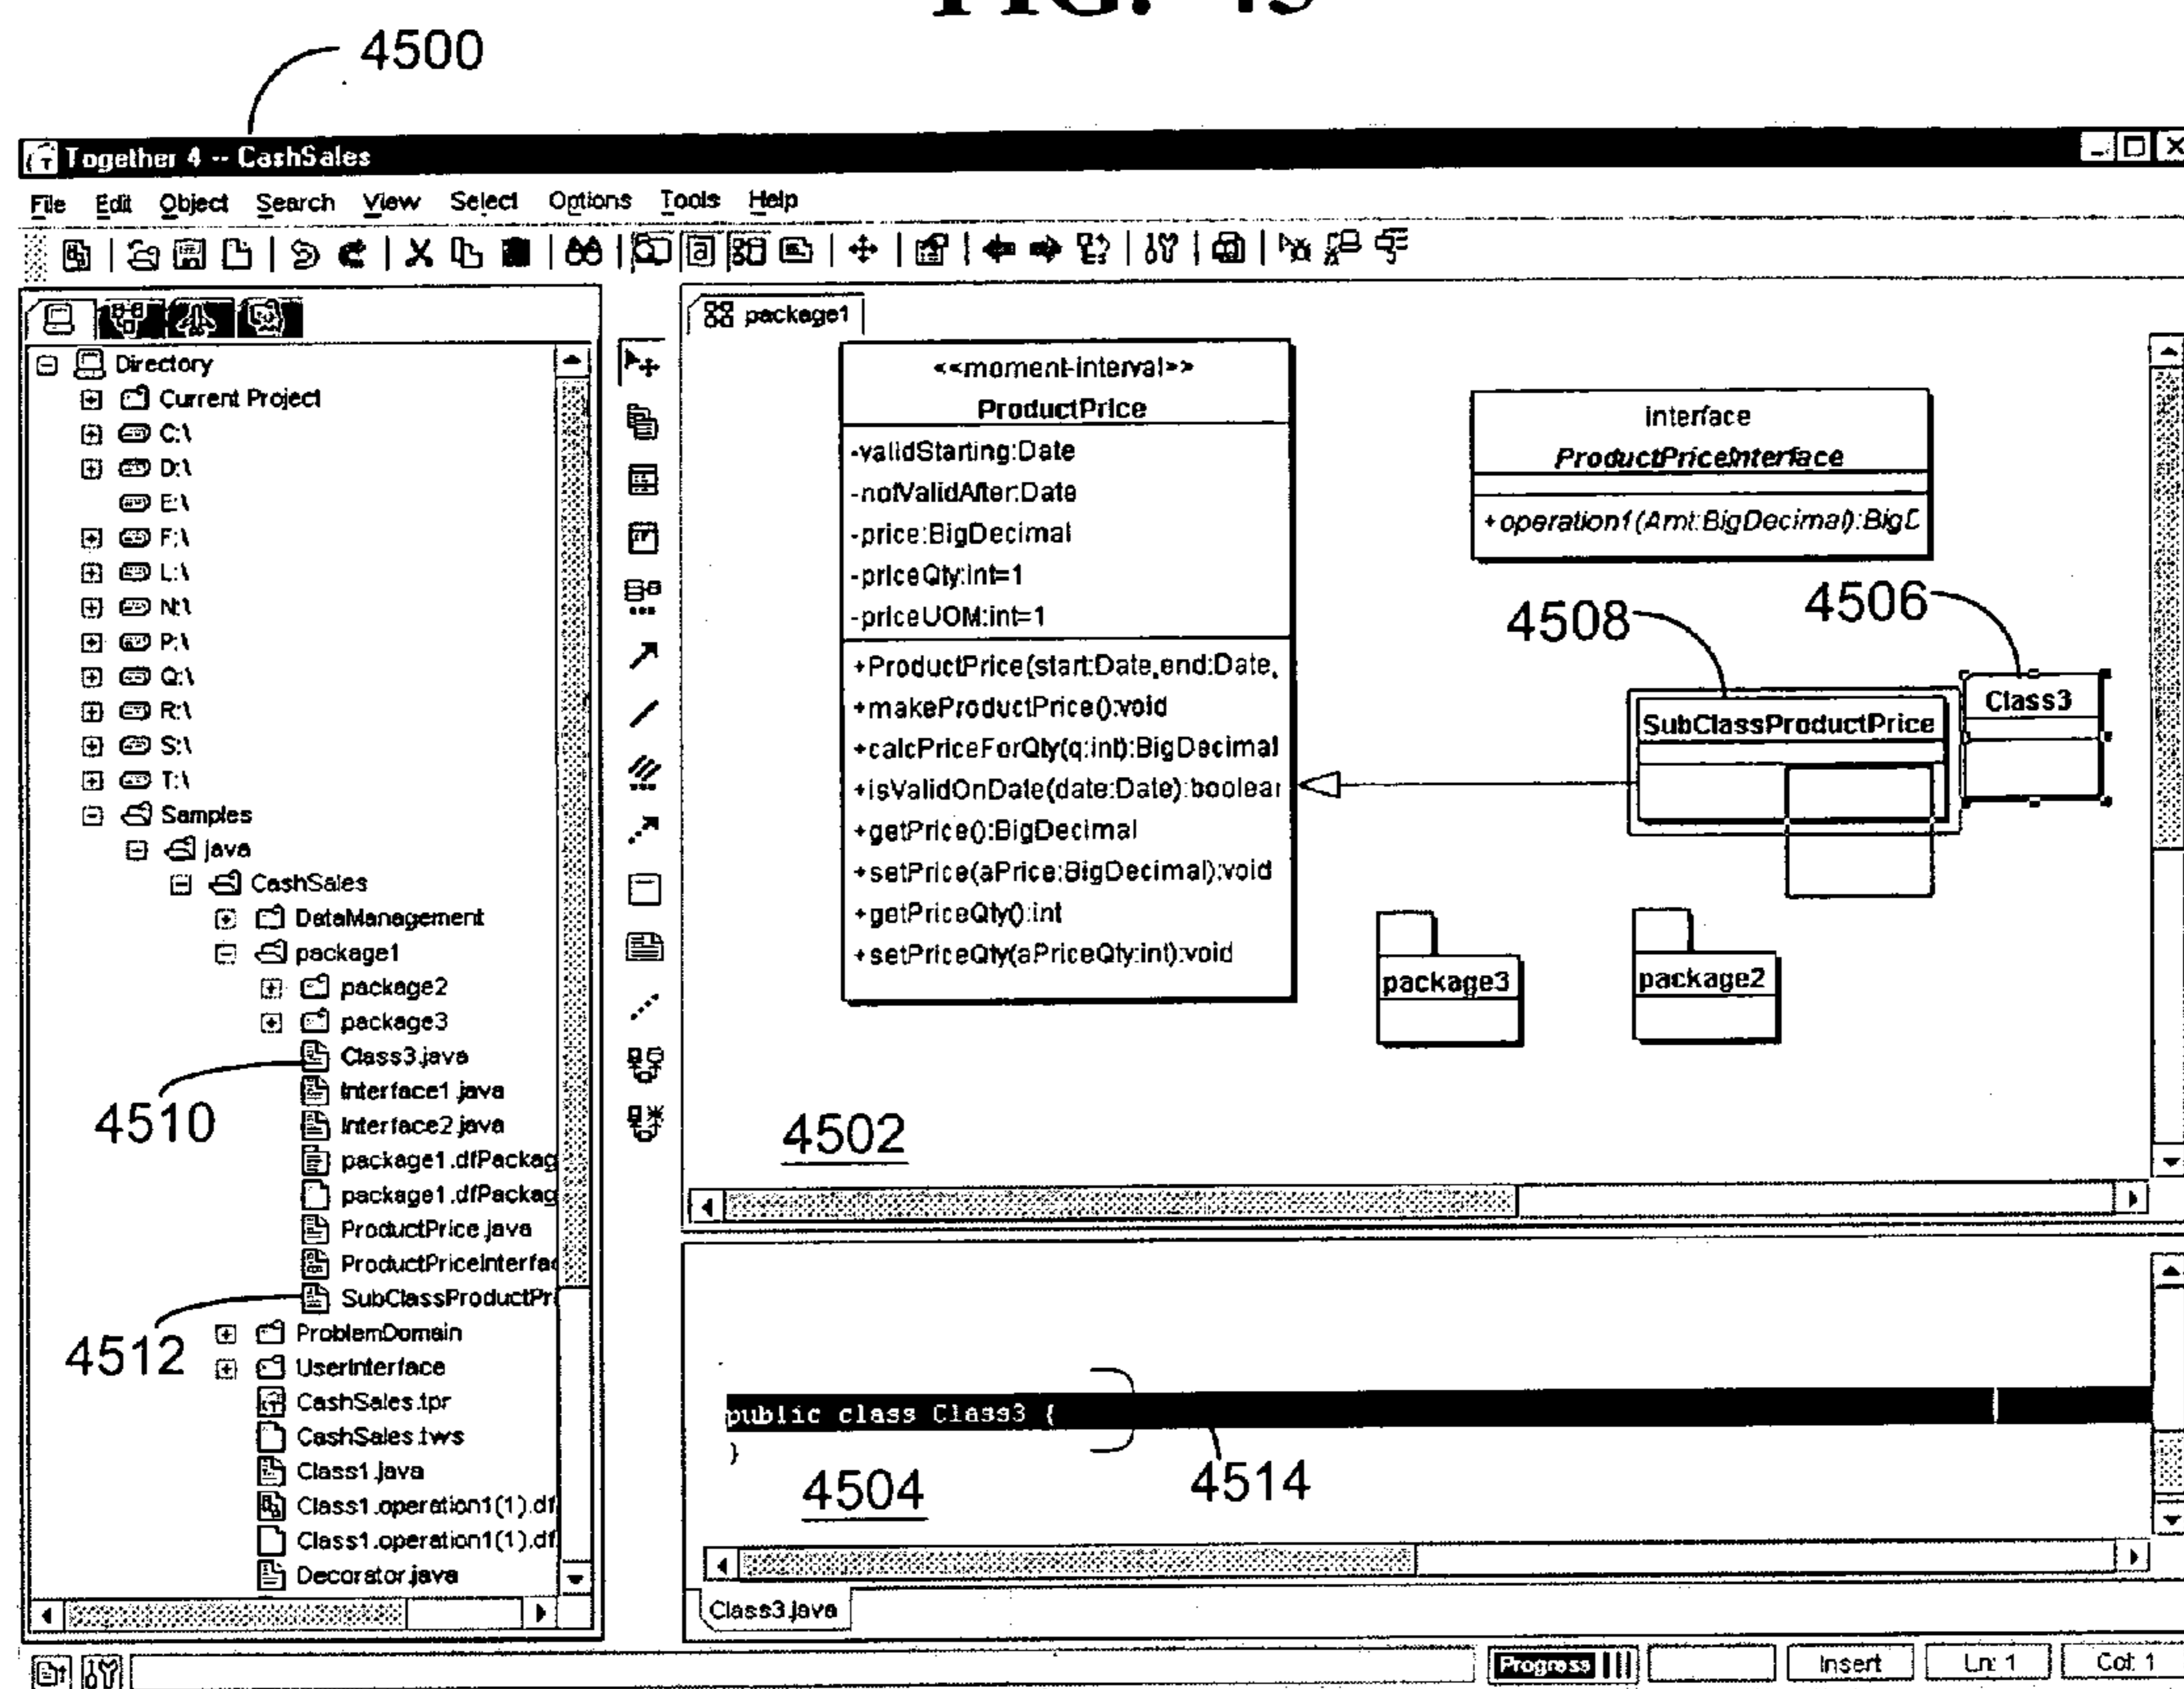 FIG. 45
4500
Together 4 -- CashSales
File Edit Object Search View Select Options Tools Help
Directory
Current Project
C:\
D:\
E:\
F:\
L:\
N:\
P:\
Q:\
R:\
S:\
T:\
Samples
java
CashSales
DataManagement
package1
package2
package3
Class3.java
Interface1.java
Interface2.java
package1.dfPackag
package1.dfPackag
ProductPrice.java
ProductPriceInterfac
SubClassProductPr
ProblemDomain
UserInterface
CashSales.tpr
CashSales.tws
Class1.java
Class1.operation1(1).df
Class1.operation1(1).df
Decorator.java
4510
4512
package1
<<moment-interval>>
ProductPrice
-validStarting:Date
-notValidAfter:Date
-price:BigDecimal
-priceQty:int=1
-priceUOM:int=1
+ProductPrice(start:Date,end:Date,
+makeProductPrice():void
+calcPriceForQty(q:int):BigDecimal
+isValidOnDate(date:Date):boolear
+getPrice():BigDecimal
+setPrice(aPrice:BigDecimal):void
+getPriceQty():int
+setPriceQty(aPriceQty:int):void
interface
ProductPriceInterface
+operation1(Amt:BigDecimal):BigD
4508
4506
SubClassProductPrice
Class3
package3
package2
4502
public class Class3 {
}
4504
4514
Class3.java
Progress
Insert
Ln: 1
Col: 1